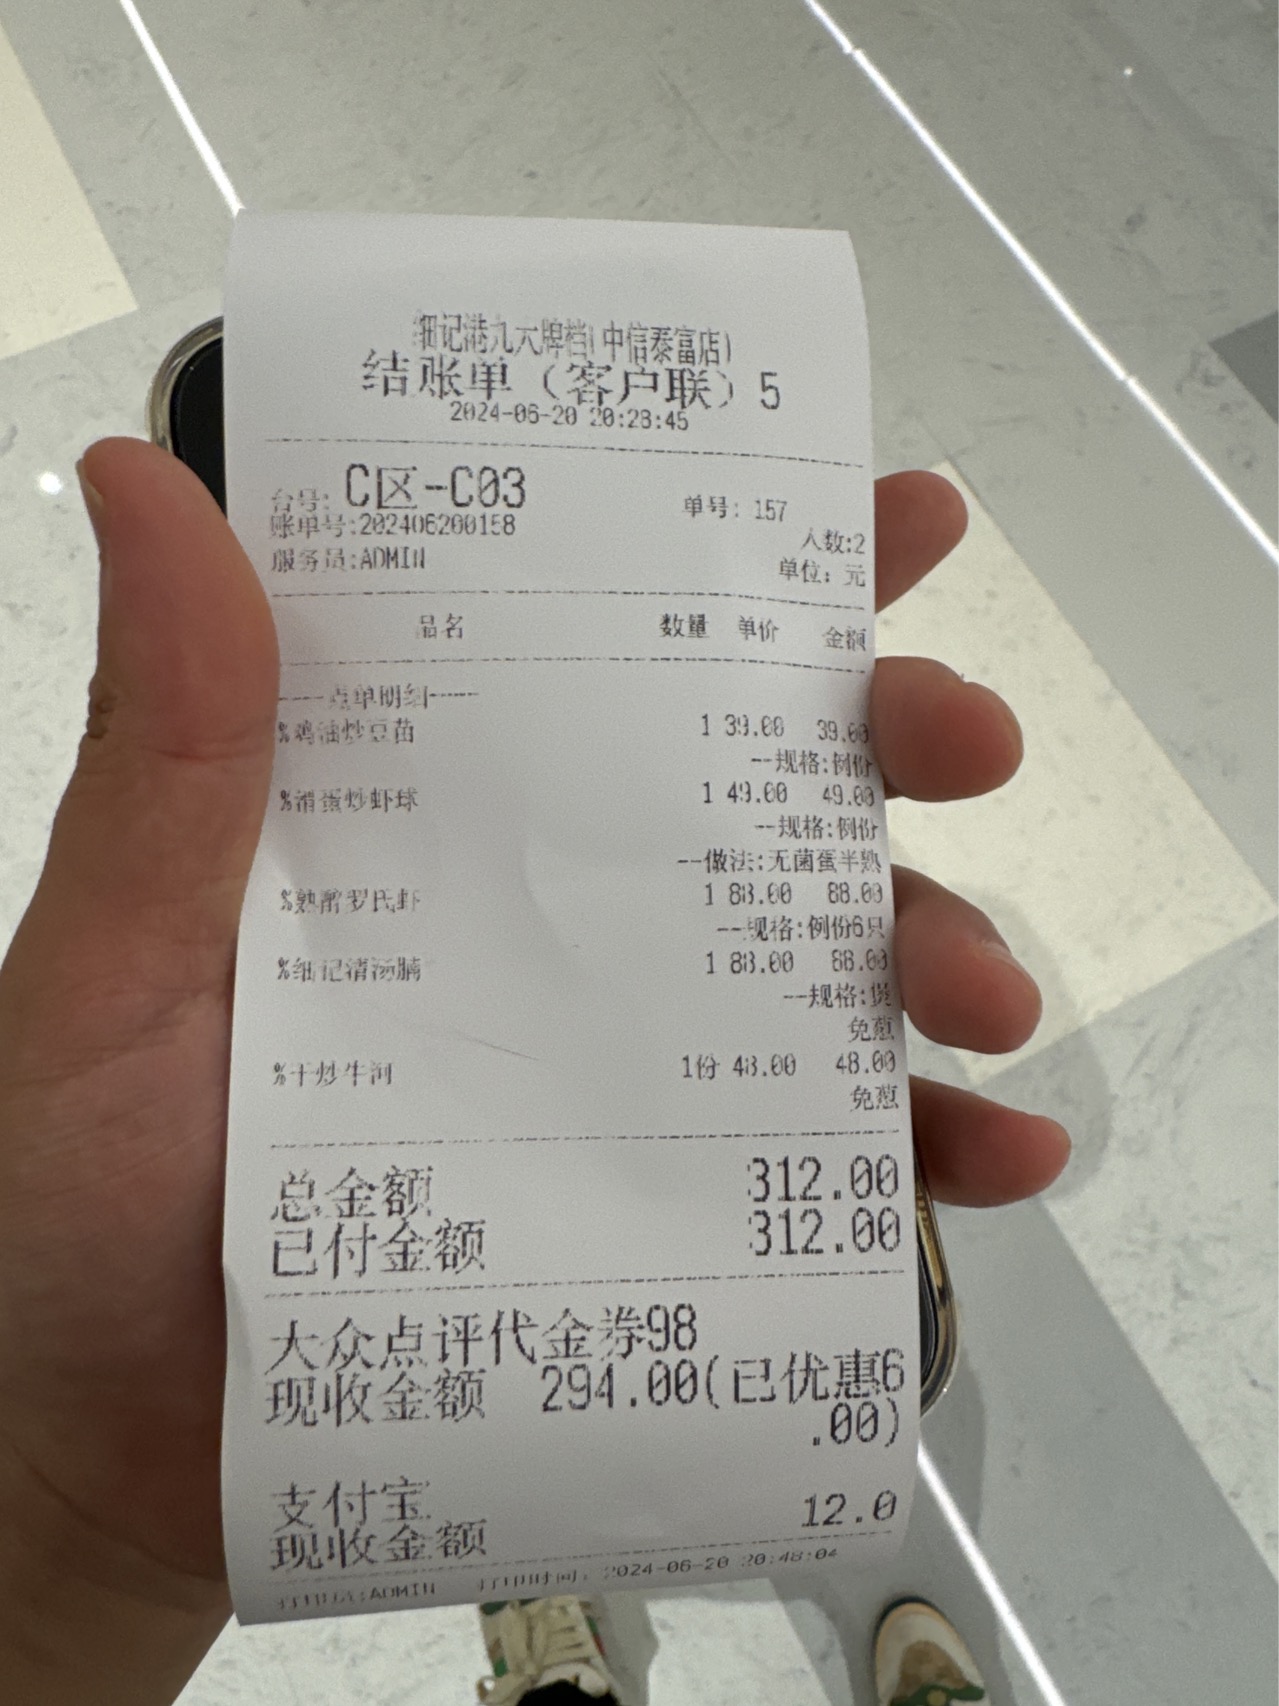 细记港九大牌档(中信泰富店)
结账单（客户联）5
2024-06-20 20:28:45
台号: C区-C03 单号: 157
账单号:202406200158 人数:2
服务员:ADMIN 单位: 元
品名 数量 单价 金额
----点单明细-----
%鸡油炒豆苗 1 39.00 39.00
--规格:例份
%滑蛋炒虾球 1 49.00 49.00
--规格:例份
--做法:无菌蛋半熟
%熟醉罗氏虾 1 88.00 88.00
--规格:例份6只
%细记清汤腩 1 88.00 88.00
--规格:煲
免葱
%干炒牛河 1份 48.00 48.00
免葱
总金额 312.00
已付金额 312.00
大众点评代金券98
现收金额 294.00(已优惠6
.00)
支付宝
现收金额 12.0
打印员:ADMIN 打印时间: 2024-06-20 20:48:04